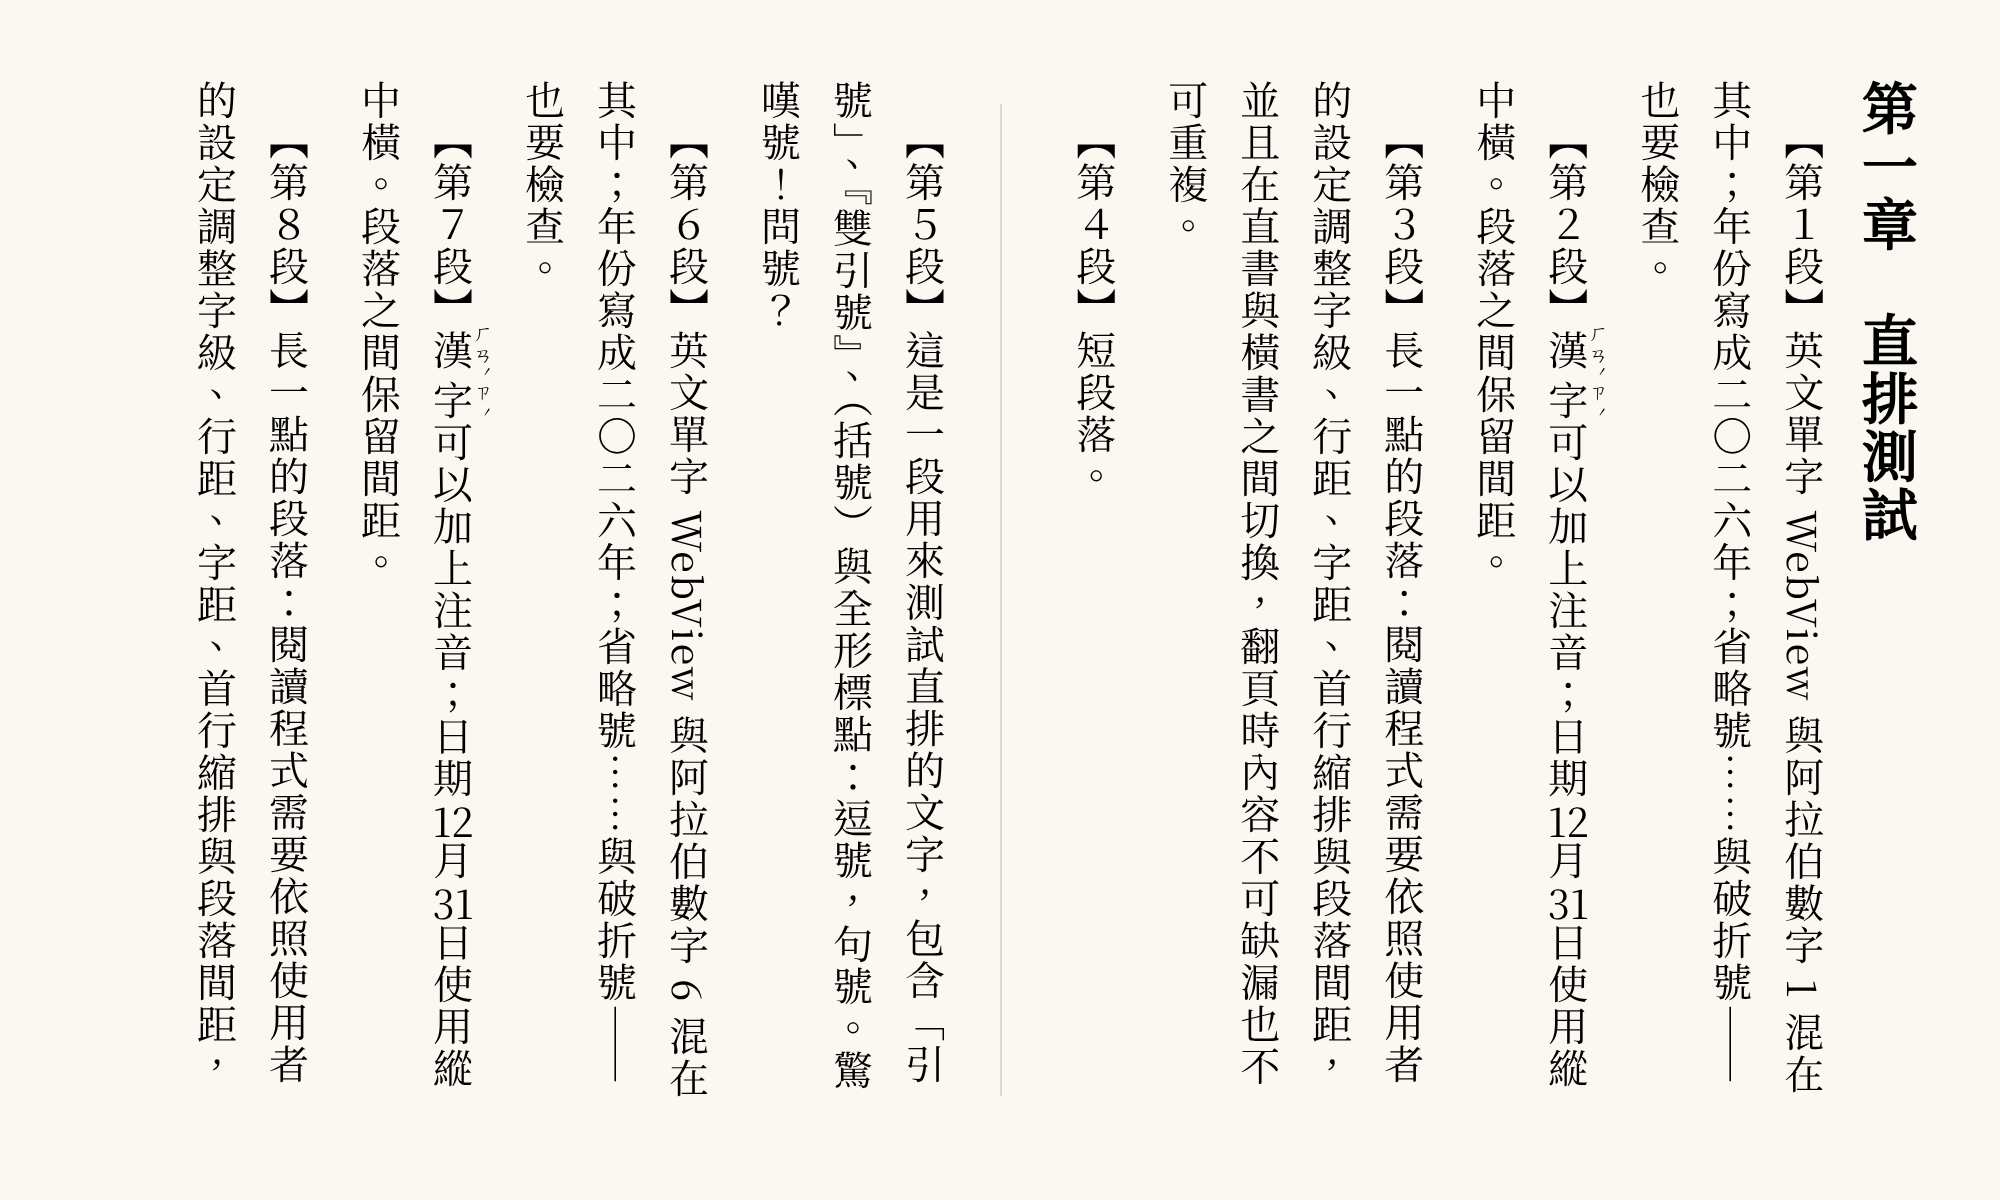 第一章　直排測試
【第1段】英文單字 WebView 與阿拉伯數字 1 混在
其中；年份寫成二〇二六年；省略號……與破折號——
也要檢查。
【第2段】漢字可以加上注音；日期12月31日使用縱
ㄏㄢˋ ㄗˋ
中橫。段落之間保留間距。
【第3段】長一點的段落：閱讀程式需要依照使用者
的設定調整字級、行距、字距、首行縮排與段落間距，
並且在直書與橫書之間切換，翻頁時內容不可缺漏也不
可重複。
【第4段】短段落。
【第5段】這是一段用來測試直排的文字，包含「引
號」、『雙引號』、（括號）與全形標點：逗號，句號。驚
嘆號！問號？
【第6段】英文單字 WebView 與阿拉伯數字 6 混在
其中；年份寫成二〇二六年；省略號……與破折號——
也要檢查。
【第7段】漢字可以加上注音；日期12月31日使用縱
ㄏㄢˋ ㄗˋ
中橫。段落之間保留間距。
【第8段】長一點的段落：閱讀程式需要依照使用者
的設定調整字級、行距、字距、首行縮排與段落間距，